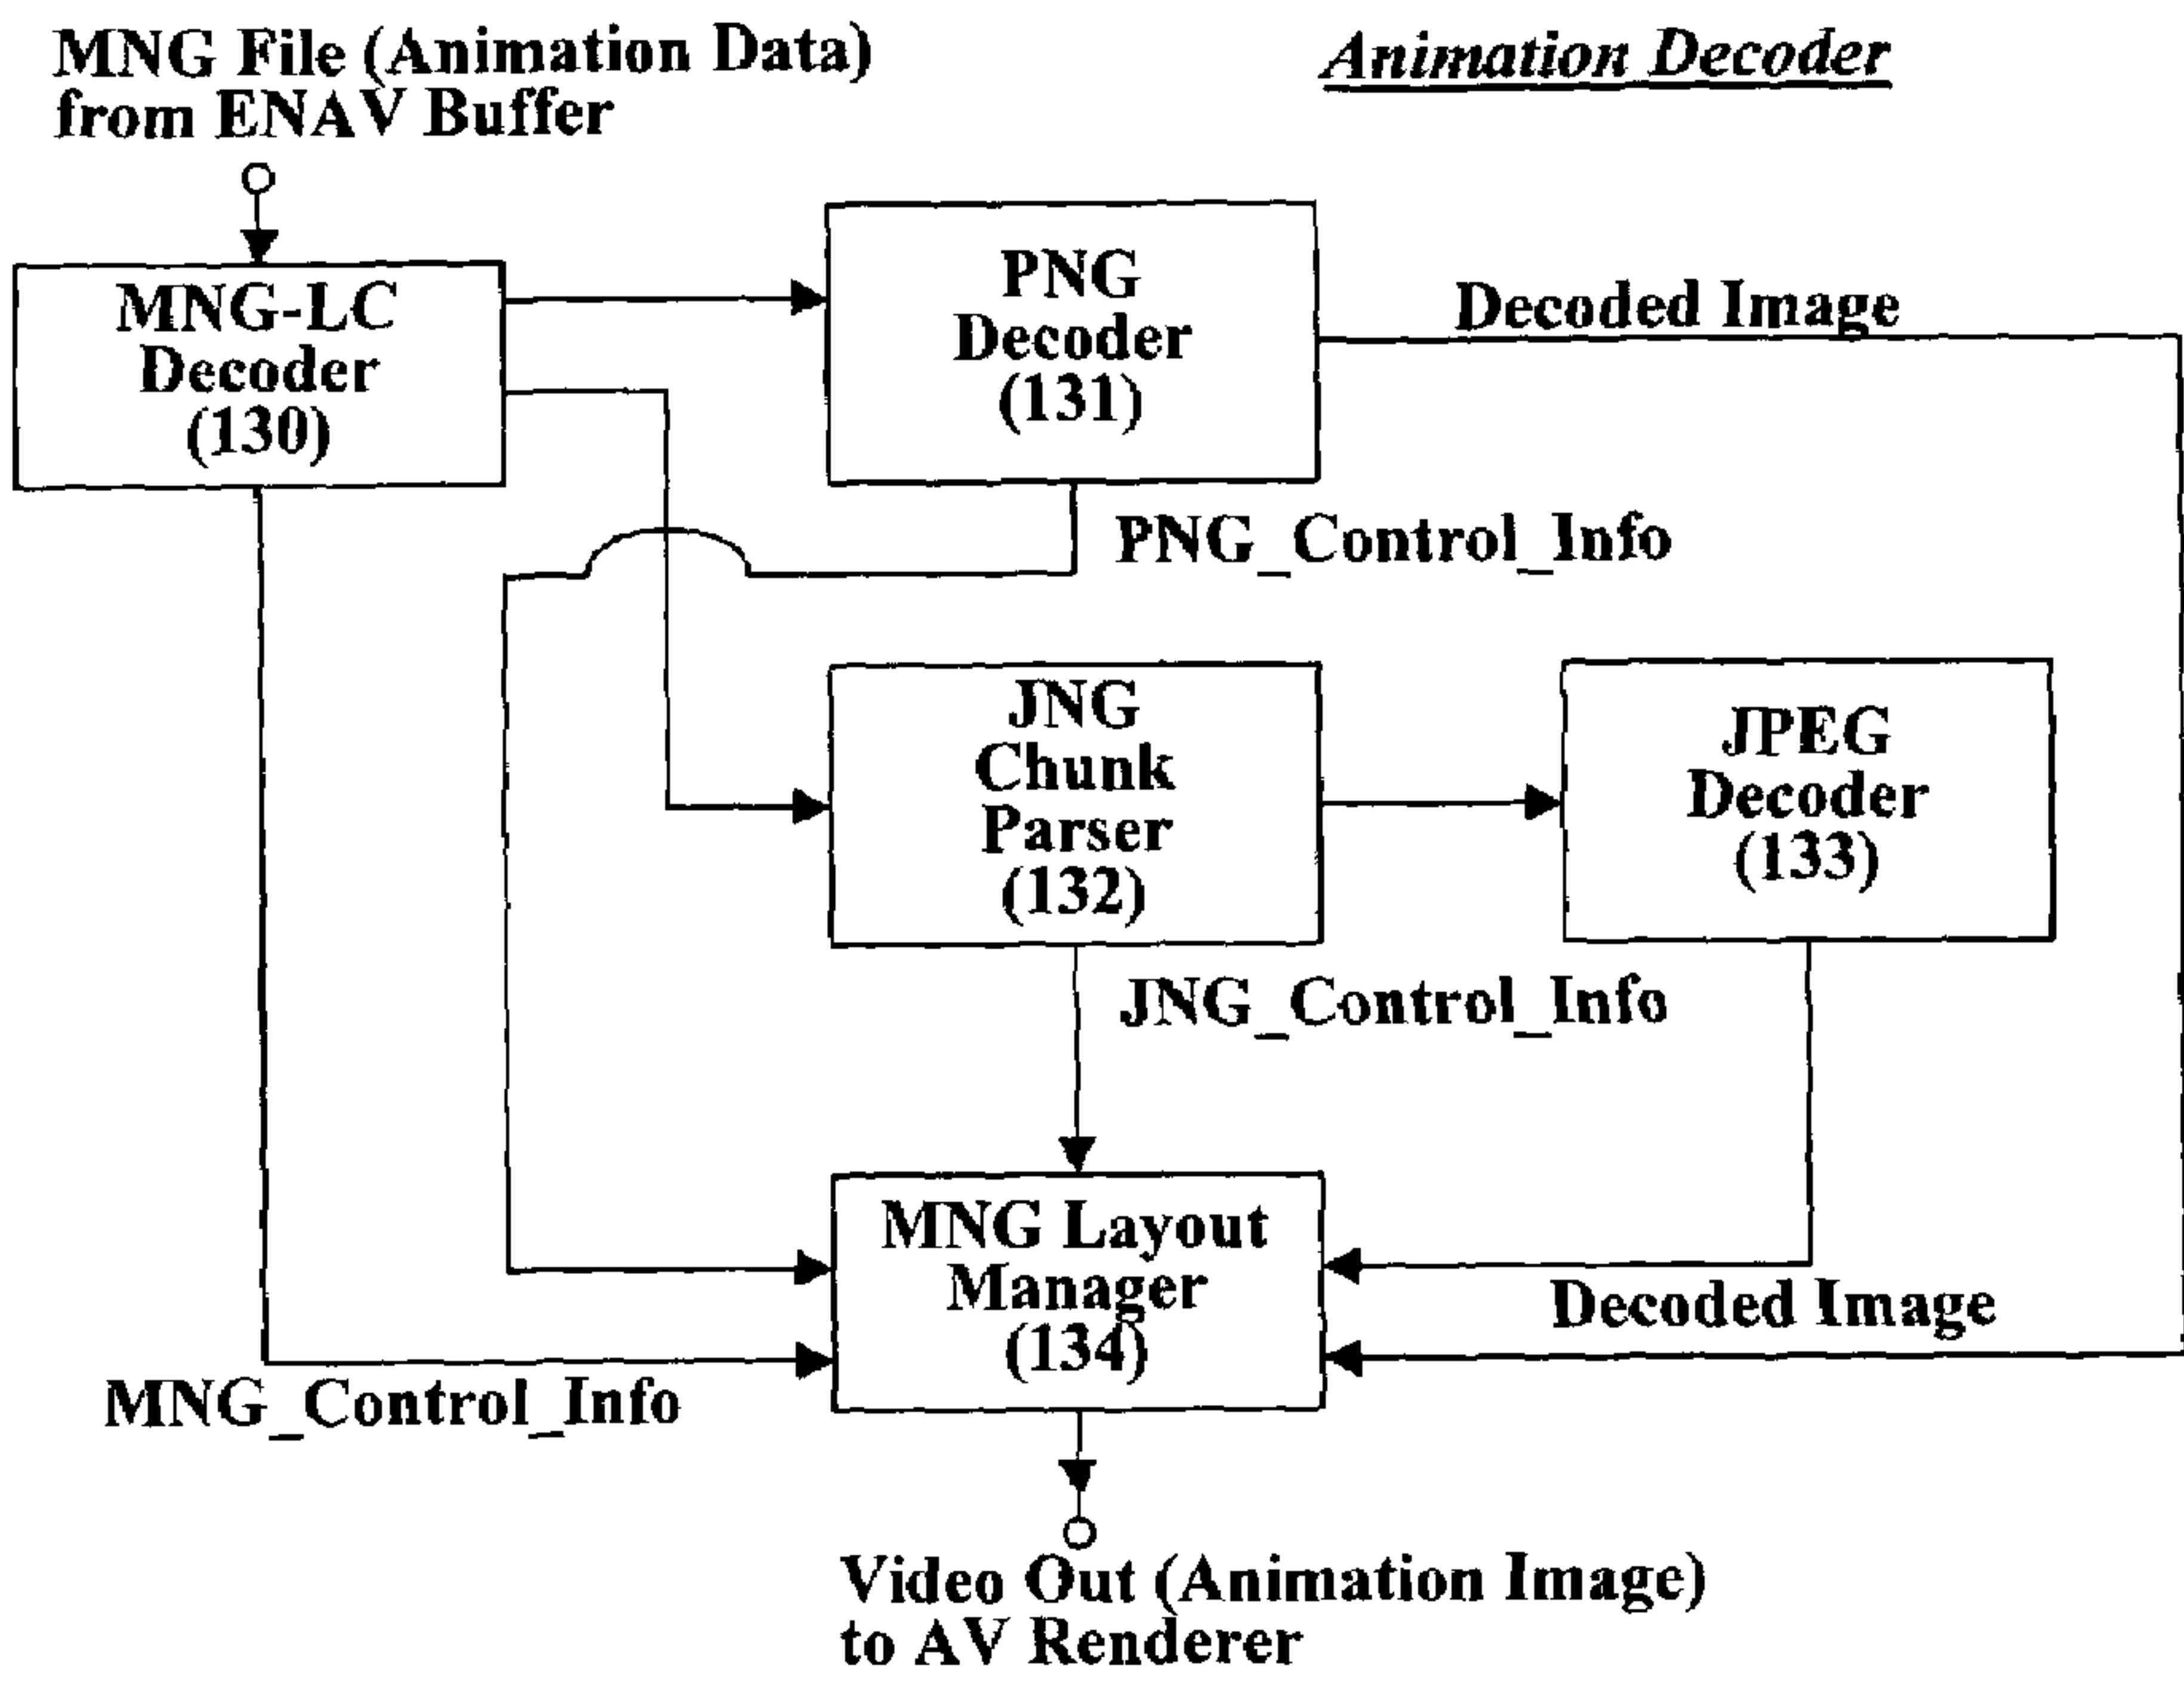 MNG File (Animation Data)
from ENAV Buffer
Animation Decoder
MNG-LC
Decoder
(130)
PNG
Decoder
(131)
Decoded Image
PNG_Control_Info
JNG
Chunk
Parser
(132)
JPEG
Decoder
(133)
JNG_Control_Info
MNG Layout
Manager
(134)
Decoded Image
MNG_Control_Info
Video Out (Animation Image)
to AV Renderer